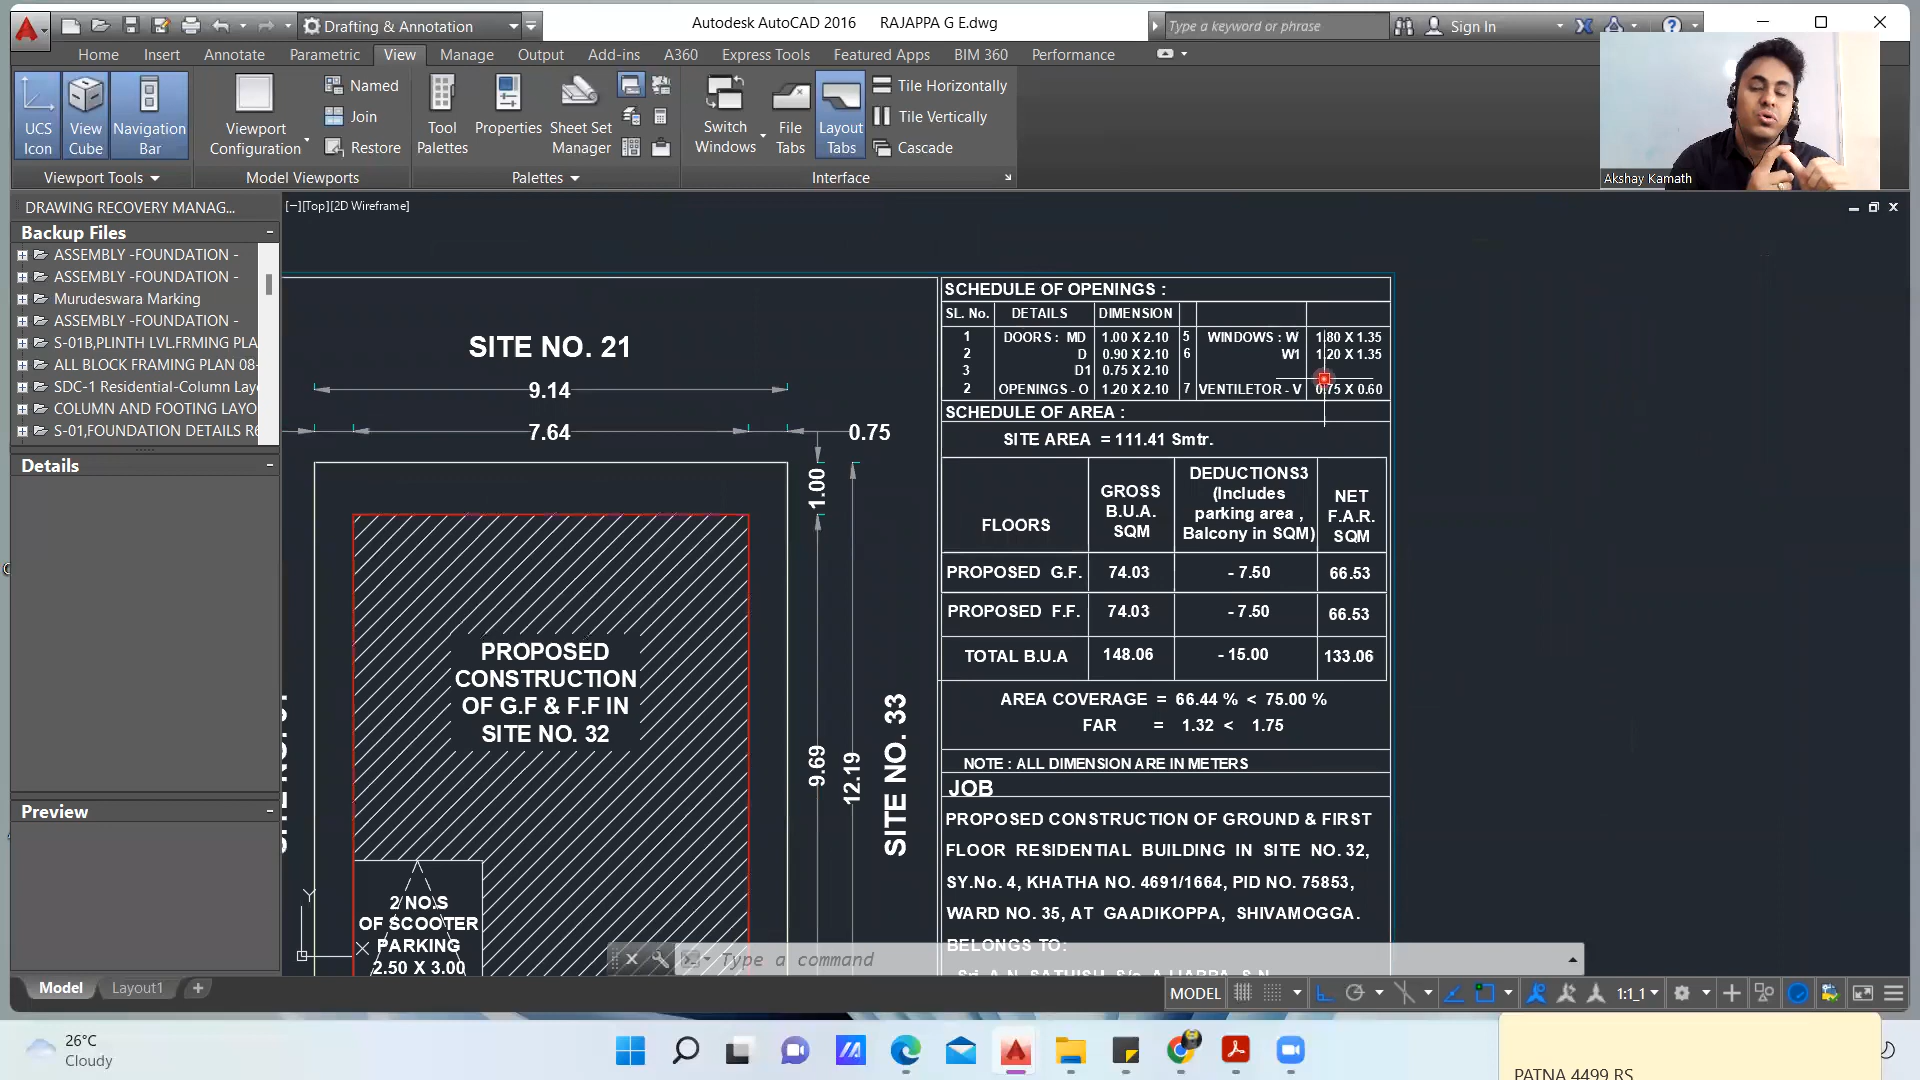 Drafting & Annotation
Autodesk AutoCAD 2016 RAJAPPA G E.dwg
Type a keyword or phrase
Sign In
Home Insert Annotate Parametric View Manage Output Add-ins A360 Express Tools Featured Apps BIM 360 Performance
UCS Icon
View Cube
Navigation Bar
Viewport Configuration
Named
Join
Restore
Tool Palettes
Properties
Sheet Set Manager
Switch Windows
File Tabs
Layout Tabs
Tile Horizontally
Tile Vertically
Cascade
Viewport Tools Model Viewports Palettes Interface
Akshay Kamath
DRAWING RECOVERY MANAG...
[−][Top][2D Wireframe]
Backup Files
ASSEMBLY -FOUNDATION -
ASSEMBLY -FOUNDATION -
Murudeswara Marking
ASSEMBLY -FOUNDATION -
S-01B,PLINTH LVL.FRMING PLA
ALL BLOCK FRAMING PLAN 08-
SDC-1 Residential-Column Lay
COLUMN AND FOOTING LAYO
S-01,FOUNDATION DETAILS R6
Details
Preview
SITE NO. 21
9.14
7.64
0.75
1.00
9.69
12.19
SITE NO. 33
PROPOSED
CONSTRUCTION
OF G.F & F.F IN
SITE NO. 32
2 NO.S
OF SCOOTER
PARKING
2.50 X 3.00
Y
X
SCHEDULE OF OPENINGS :
SL. No. DETAILS DIMENSION
1 DOORS : MD 1.00 X 2.10 5 WINDOWS : W 1.80 X 1.35
2 D 0.90 X 2.10 6 W1 1.20 X 1.35
3 D1 0.75 X 2.10
2 OPENINGS - O 1.20 X 2.10 7 VENTILETOR - V 0.75 X 0.60
SCHEDULE OF AREA :
SITE AREA = 111.41 Smtr.
FLOORS
GROSS B.U.A. SQM
DEDUCTIONS3 (Includes parking area , Balcony in SQM)
NET F.A.R. SQM
PROPOSED G.F. 74.03 - 7.50 66.53
PROPOSED F.F. 74.03 - 7.50 66.53
TOTAL B.U.A 148.06 - 15.00 133.06
AREA COVERAGE = 66.44 % < 75.00 %
FAR = 1.32 < 1.75
NOTE : ALL DIMENSION ARE IN METERS
JOB
PROPOSED CONSTRUCTION OF GROUND & FIRST
FLOOR RESIDENTIAL BUILDING IN SITE NO. 32,
SY.No. 4, KHATHA NO. 4691/1664, PID NO. 75853,
WARD NO. 35, AT GAADIKOPPA, SHIVAMOGGA.
BELONGS TO:
Type a command
Model Layout1
MODEL 1:1_1
26°C
Cloudy
PATNA 4499 RS